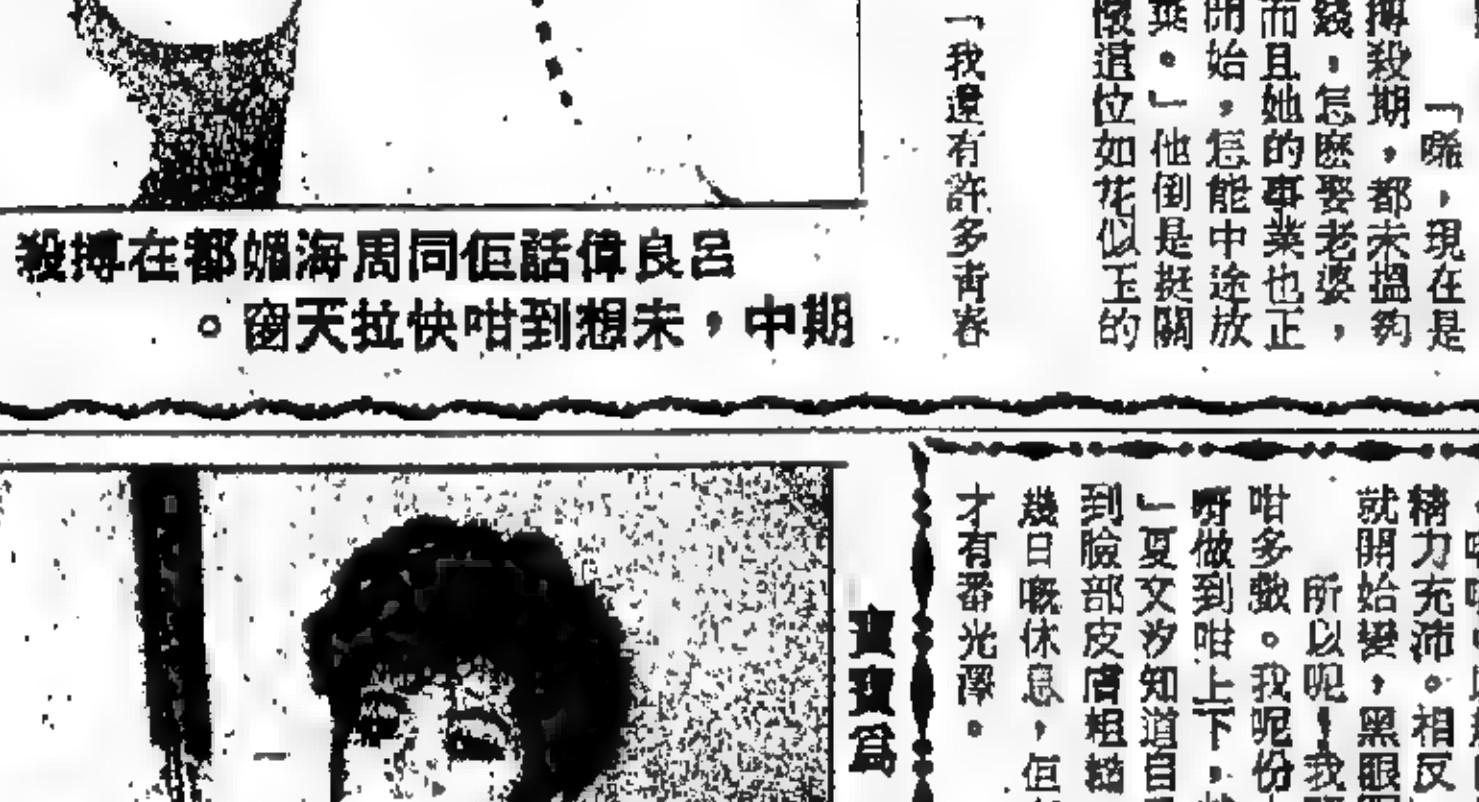 「唏，現在是
搏殺期，都未搵夠
錢，怎麽娶老婆，
而且她的事業也正
開始，怎能中途放
棄。」他倒是挺關
懷這位如花似玉的
「我還有許多青春
呂良偉話佢同周海媚都在搏殺
期中，未想到咁快拉天窗。
精力充沛。相反
就開始變，黑眼
所以呢！我
咁多數。我呢份
嘢做到咁上下，
」夏文汐知道自
到臉部皮膚粗糙
幾日嘅休息，但
才有番光澤。
寶寶爲